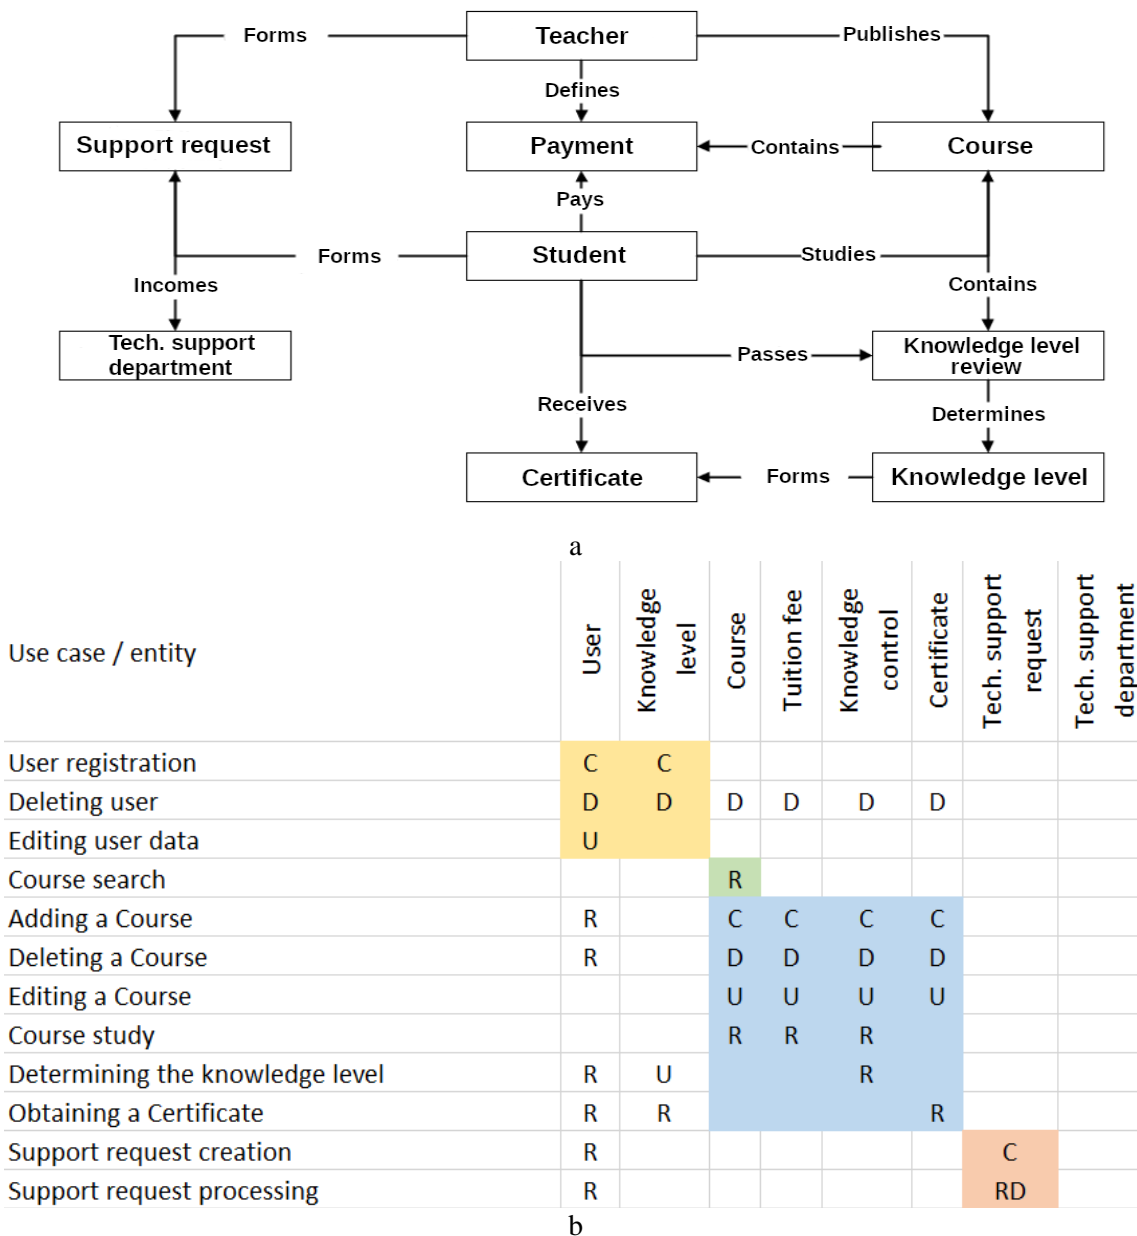 Forms
Teacher
Publishes
Defines
Support request
Payment
Contains
Course
Pays
Forms
Student
Studies
Incomes
Contains
Tech. support
department
Passes
Knowledge level
review
Receives
Determines
Certificate
Forms
Knowledge level
a
Use case / entity
User
Knowledge
level
Course
Tuition fee
Knowledge
control
Certificate
Tech. support
request
Tech. support
department
User registration C C
Deleting user D D D D D D
Editing user data U
Course search R
Adding a Course R C C C C
Deleting a Course R D D D D
Editing a Course U U U U
Course study R R R
Determining the knowledge level R U R
Obtaining a Certificate R R R
Support request creation R C
Support request processing R RD
b